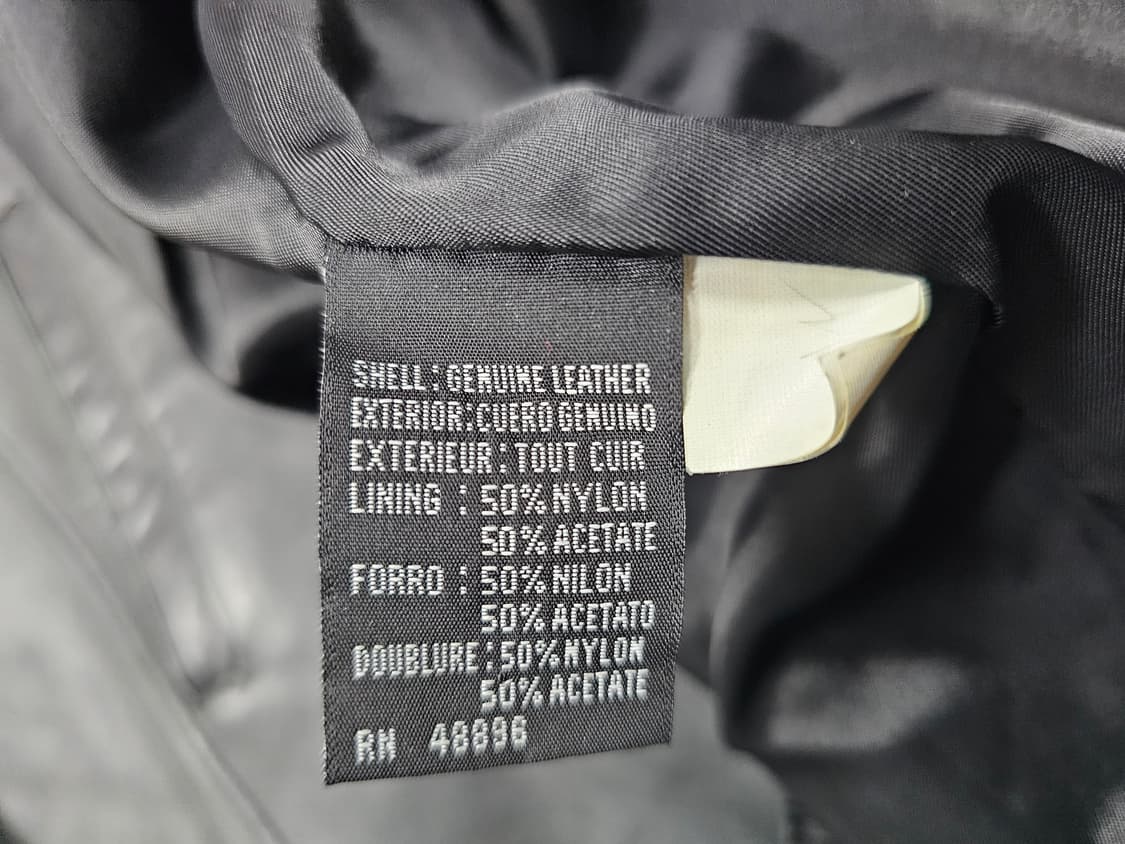 SHELL: GENUINE LEATHER
EXTERIOR: CUERO GENUINO
EXTERIEUR: TOUT CUIR
LINING : 50% NYLON
50% ACETATE
FORRO : 50% NILON
50% ACETATO
DOUBLURE: 50% NYLON
50% ACETATE
RN 48898